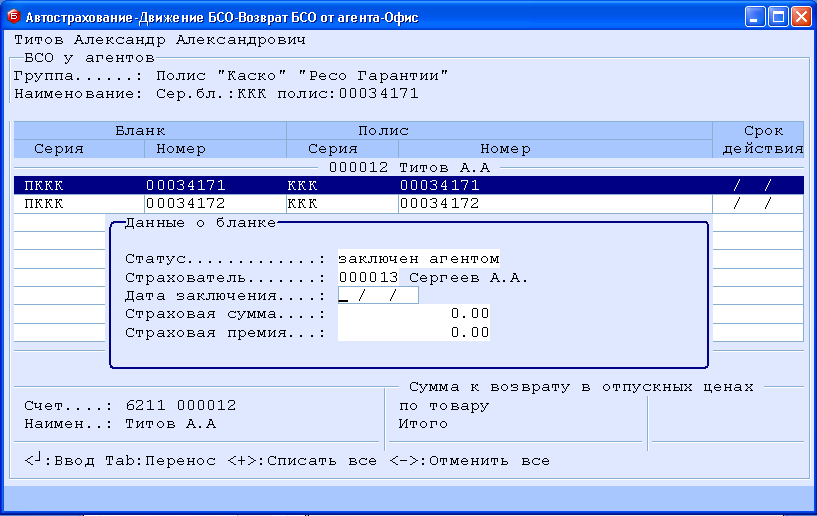 Автострахование-Движение БСО-Возврат БСО от агента-Офис
Титов Александр Александрович
БСО у агентов
Группа......: Полис "Каско" "Ресо Гарантии"
Наименование: Сер.бл.:ККК полис:00034171
Бланк Полис Срок
Серия Номер Серия Номер действия
000012 Титов А.А
ПККК 00034171 ККК 00034171 / /
ПККК 00034172 ККК 00034172 / /
Данные о бланке
Статус.............: заключен агентом
Страхователь.......: 000013 Сергеев А.А.
Дата заключения....: _ / /
Страховая сумма....: 0.00
Страховая премия...: 0.00
Сумма к возврату в отпускных ценах
Счет....: 6211 000012 по товару
Наимен..: Титов А.А Итого
<┘:Ввод Tab:Перенос <+>:Списать все <->:Отменить все